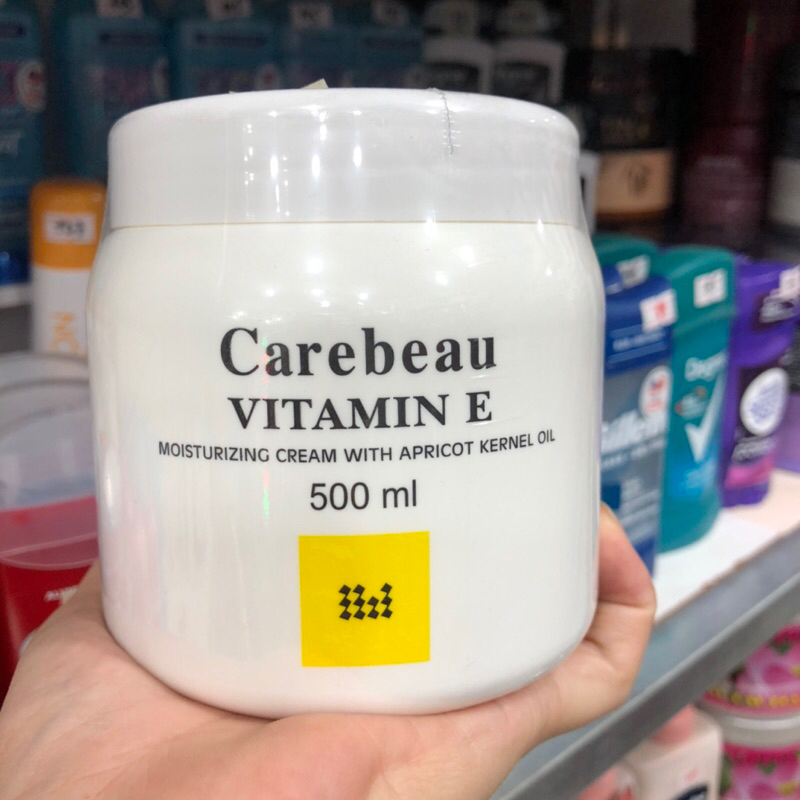 Carebeau
VITAMIN E
MOISTURIZING CREAM WITH APRICOT KERNEL OIL
500 ml